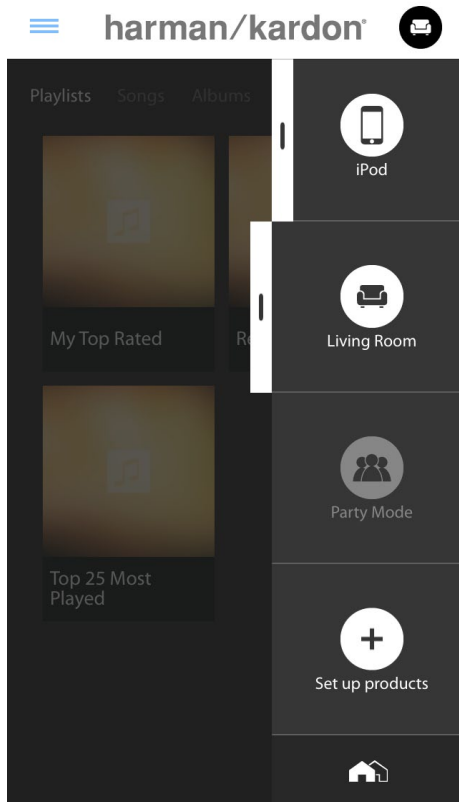 harman/kardon®
Playlists Songs Albums
iPod
My Top Rated
Living Room
Party Mode
Top 25 Most
Played
Set up products